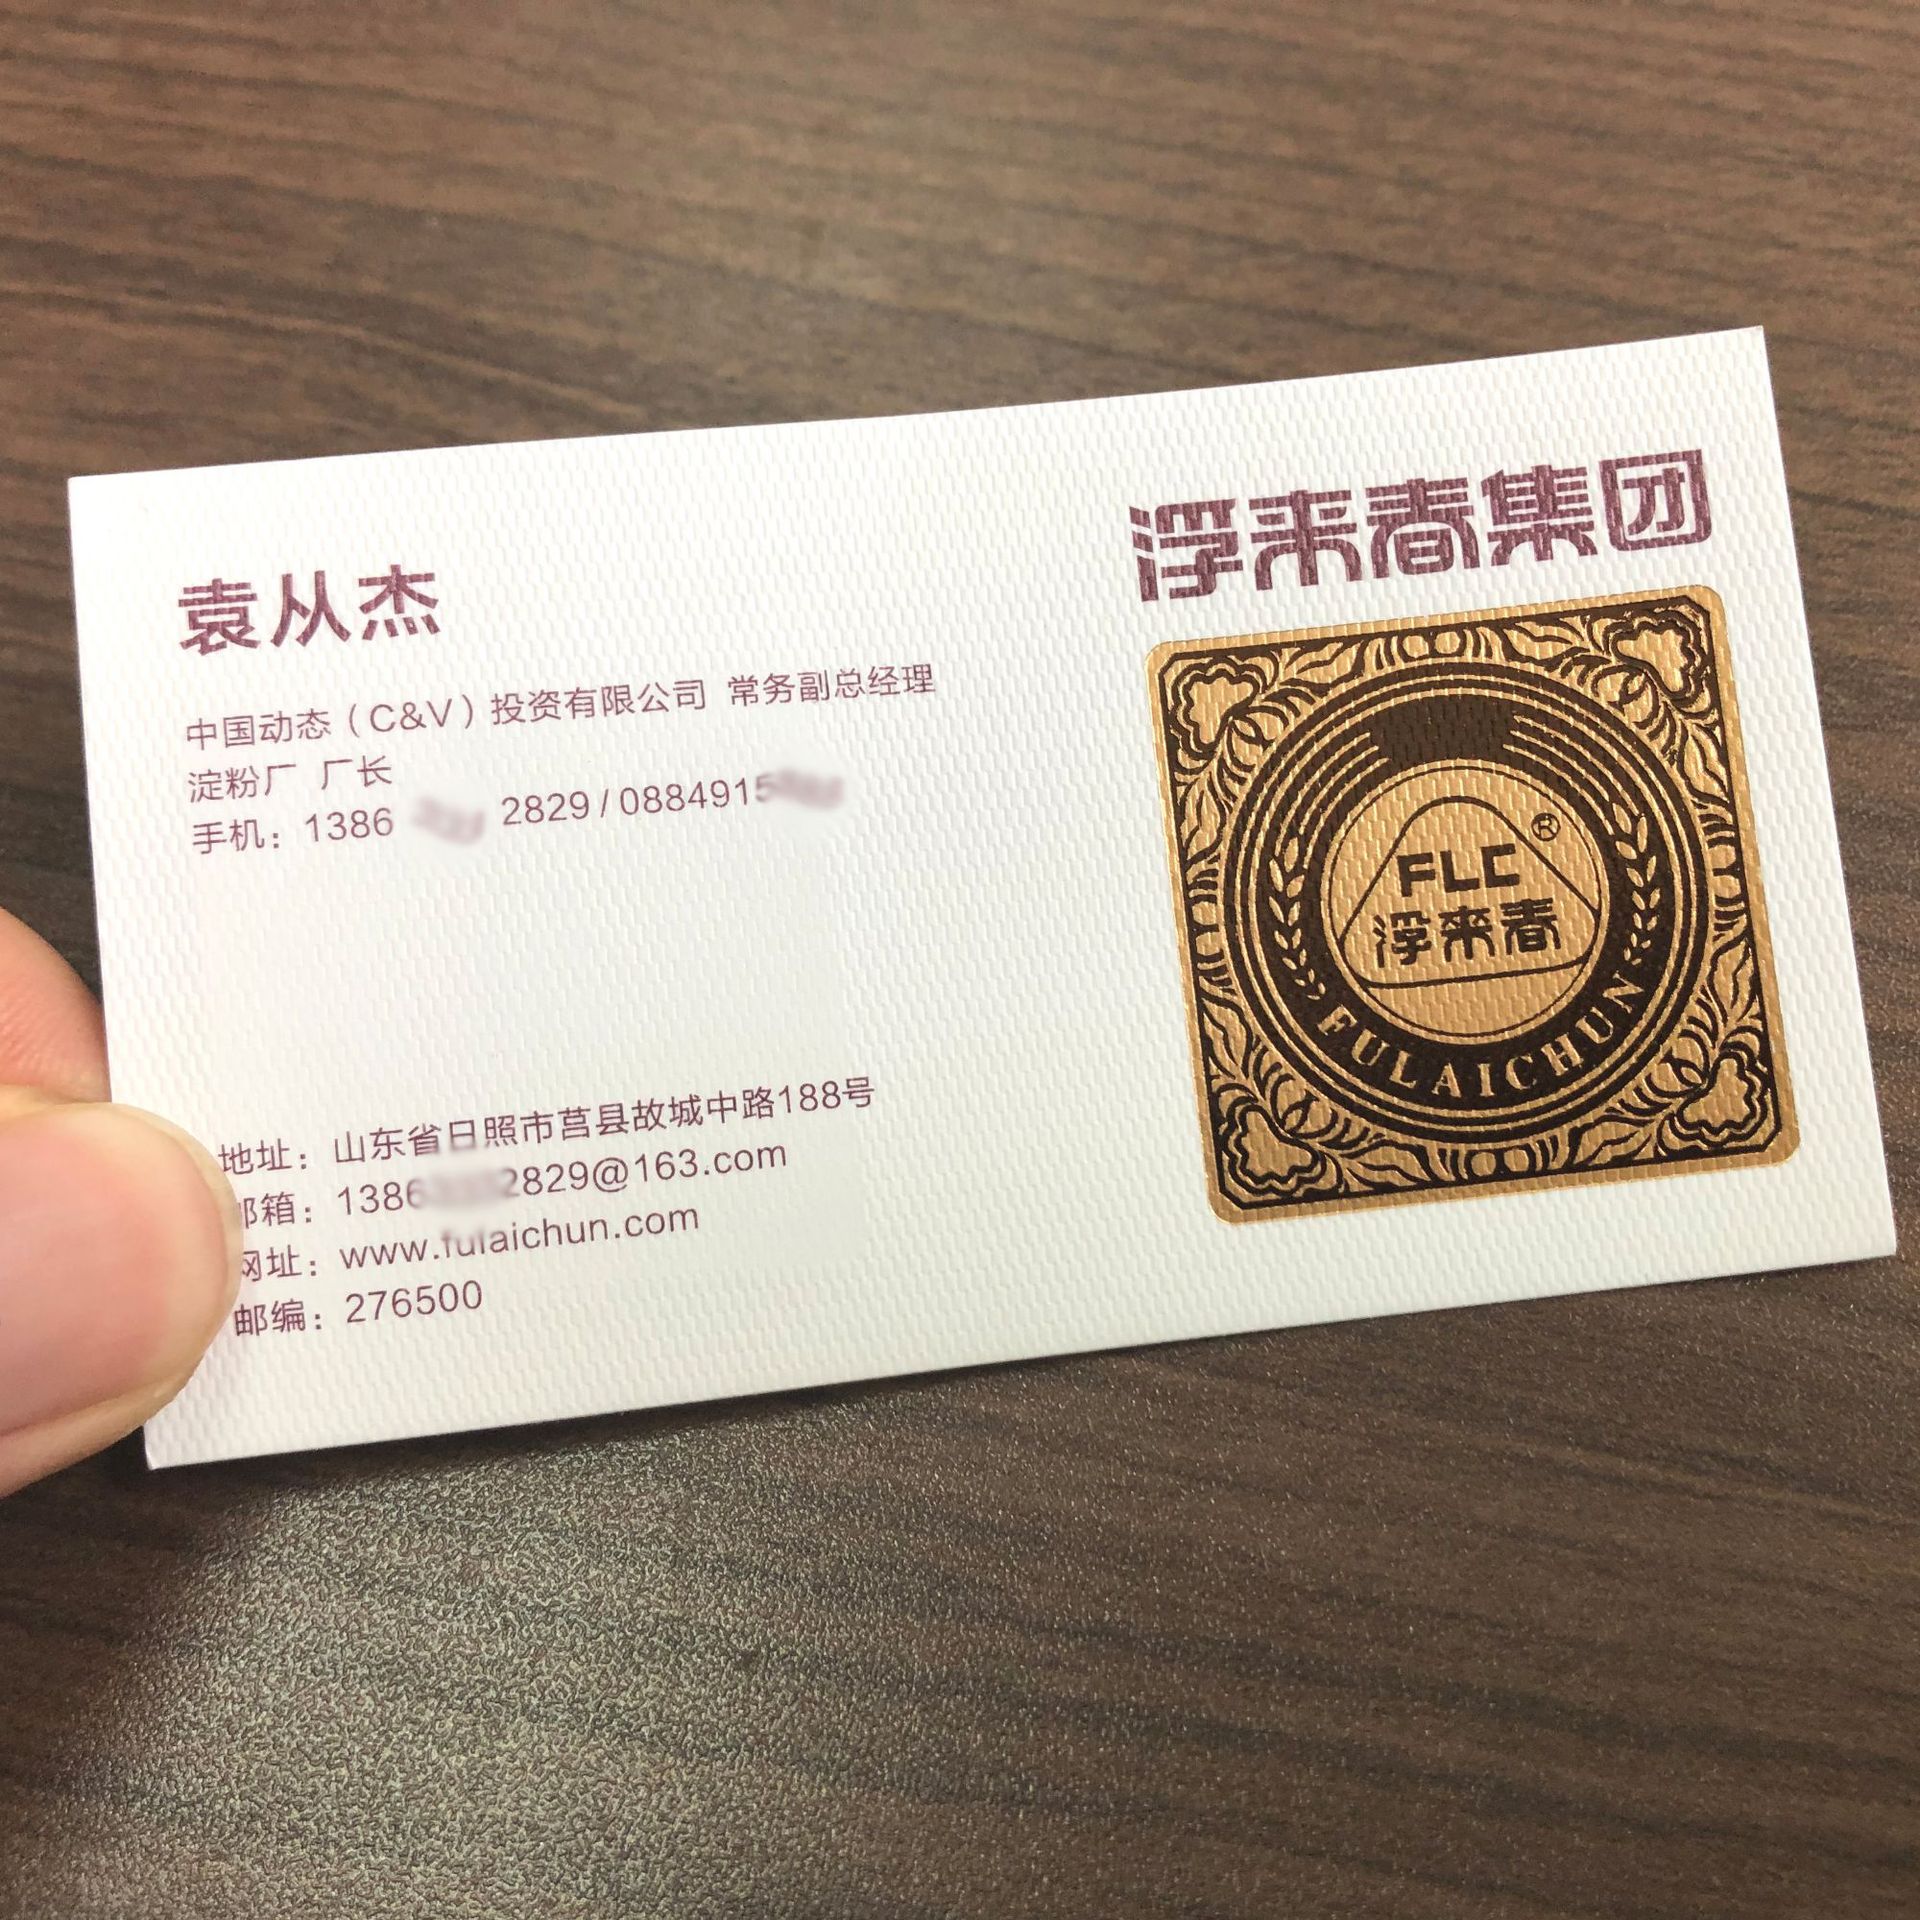 浮来春集团
袁从杰
中国动态（C&V）投资有限公司 常务副总经理
淀粉厂 厂长
手机：1386 2829/0884915
FLC
浮来春
®
FULAICHUN
地址：山东省日照市莒县故城中路188号
邮箱：1386 2829@163.com
网址：www.fulaichun.com
邮编：276500